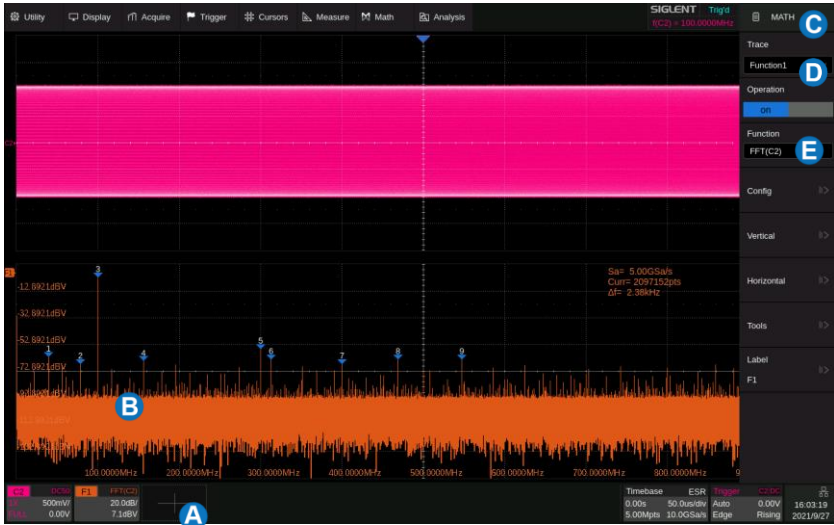 Utility Display Acquire Trigger Cursors Measure Math Analysis
SIGLENT Trig'd
f(C2) = 100.0000MHz
MATH
C
Trace
Function1
D
Operation
on
Function
FFT(C2)
E
Config
Vertical
Horizontal
Tools
Label
F1
C2
F1
Sa= 5.00GSa/s
Curr= 2097152pts
Δf= 2.38kHz
3
-12.8921dBV
-32.8921dBV
-52.8921dBV
1 2 4 5 6 7 8 9
-72.8921dBV
B
100.0000MHz 200.0000MHz 300.0000MHz 400.0000MHz 500.0000MHz 600.0000MHz 700.0000MHz 800.0000MHz 9
C2 DC50
1X 500mV/
FULL 0.00V
F1 FFT(C2)
20.0dB/
7.1dBV
A
Timebase ESR
0.00s 50.0us/div
5.00Mpts 10.0GSa/s
Trigger C2 DC
Auto 0.00V
Edge Rising
16:03:19
2021/9/27